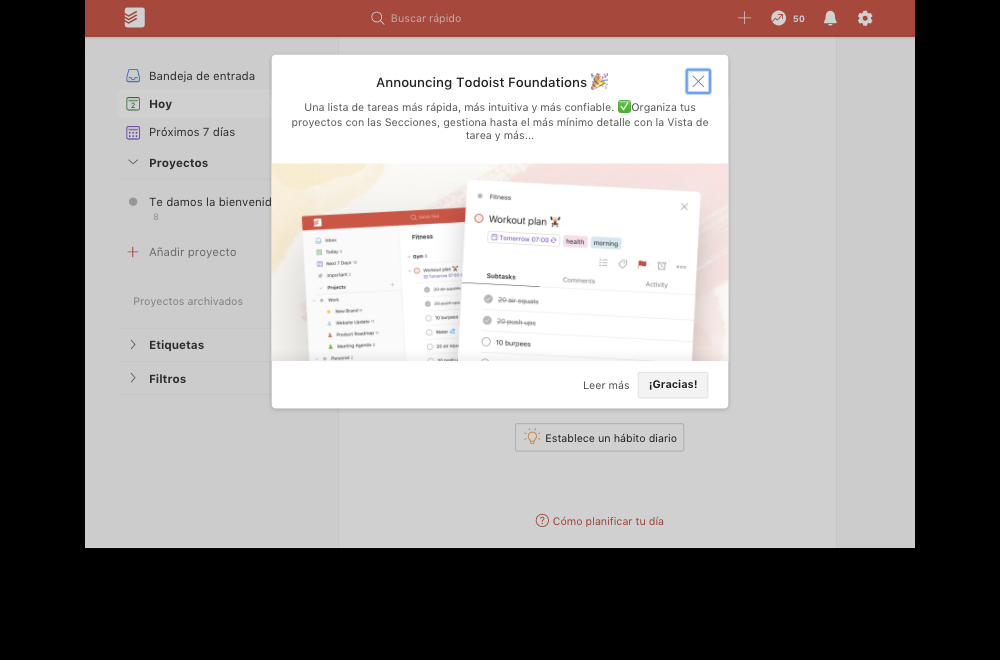 Buscar rápido
50
Bandeja de entrada
2
Hoy
Próximos 7 días
Proyectos
Te damos la bienvenid
8
Añadir proyecto
Proyectos archivados
Etiquetas
Filtros
Announcing Todoist Foundations
Una lista de tareas más rápida, más intuitiva y más confiable. ✅Organiza tus
proyectos con las Secciones, gestiona hasta el más mínimo detalle con la Vista de
tarea y más...
Inbox
Today
Next 7 Days
Important
Projects
Work
New Brand
Website Update
Product Roadmap
Meeting Agenda
Personal
Fitness
Gym
Workout plan
Tomorrow 07:00
20 air squats
20 push ups
10 burpees
Water
20 air squ
Fitness
Workout plan
Tomorrow 07:00
health
morning
Subtasks
Comments
Activity
20 air squats
20 push ups
10 burpees
Leer más
¡Gracias!
Establece un hábito diario
Cómo planificar tu día